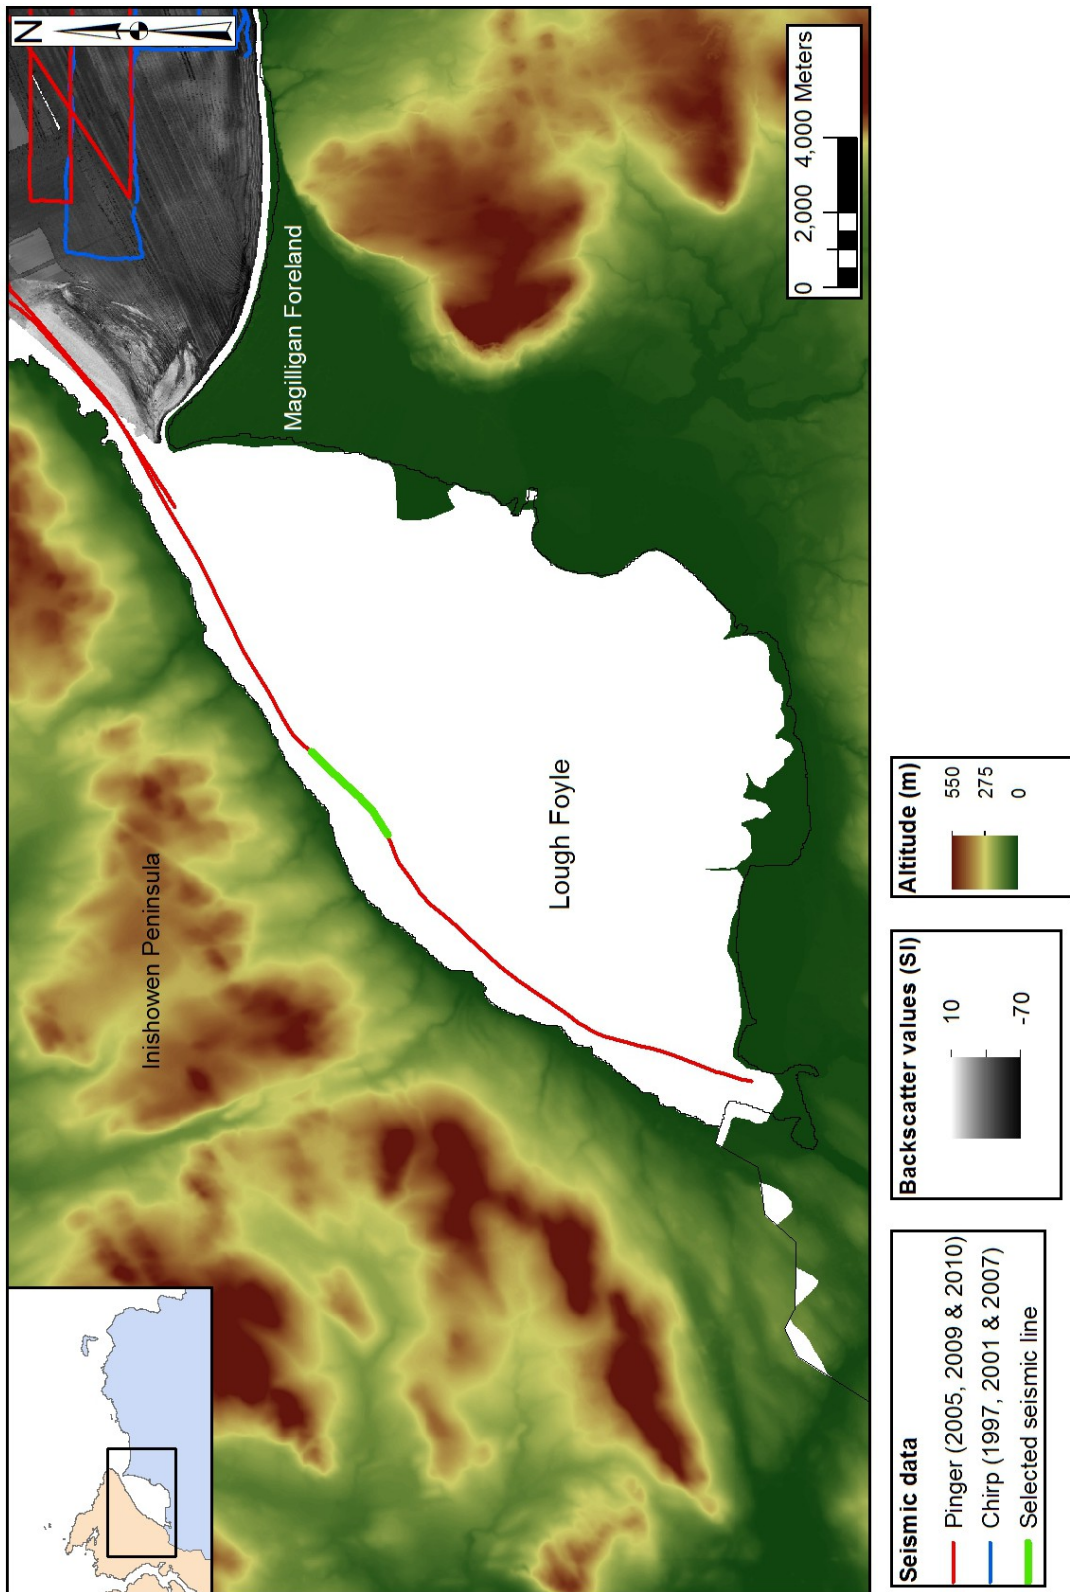 N
Inishowen Peninsula
Magilligan Foreland
Lough Foyle
0 2,000 4,000 Meters
Seismic data
Pinger (2005, 2009 & 2010)
Chirp (1997, 2001 & 2007)
Selected seismic line
Backscatter values (SI)
10
-70
Altitude (m)
550
275
0